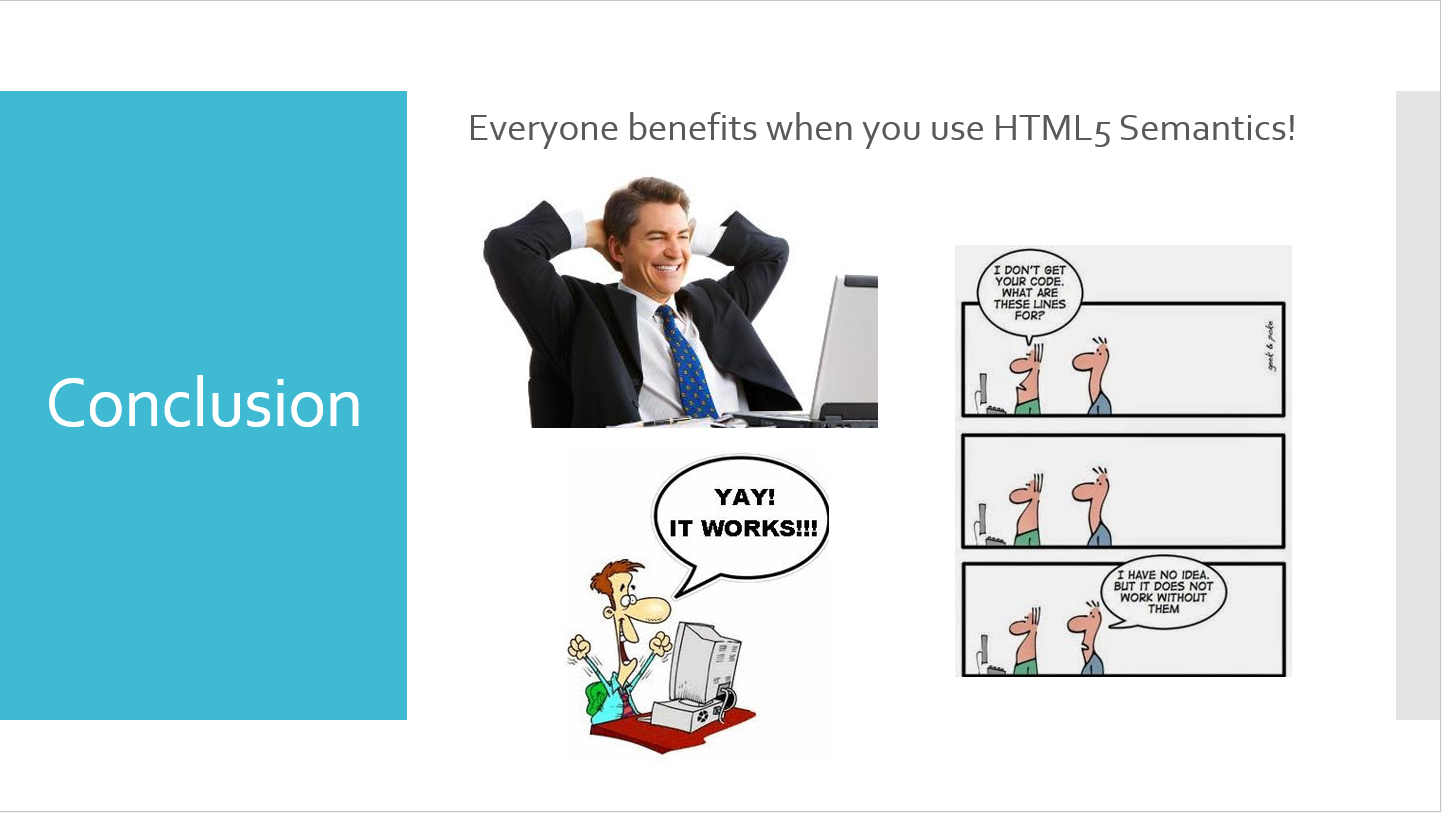 Conclusion
Everyone benefits when you use HTML5 Semantics!
YAY!
IT WORKS!!!
I DON'T GET
YOUR CODE.
WHAT ARE
THESE LINES
FOR?
geek & poke
I HAVE NO IDEA.
BUT IT DOES NOT
WORK WITHOUT
THEM